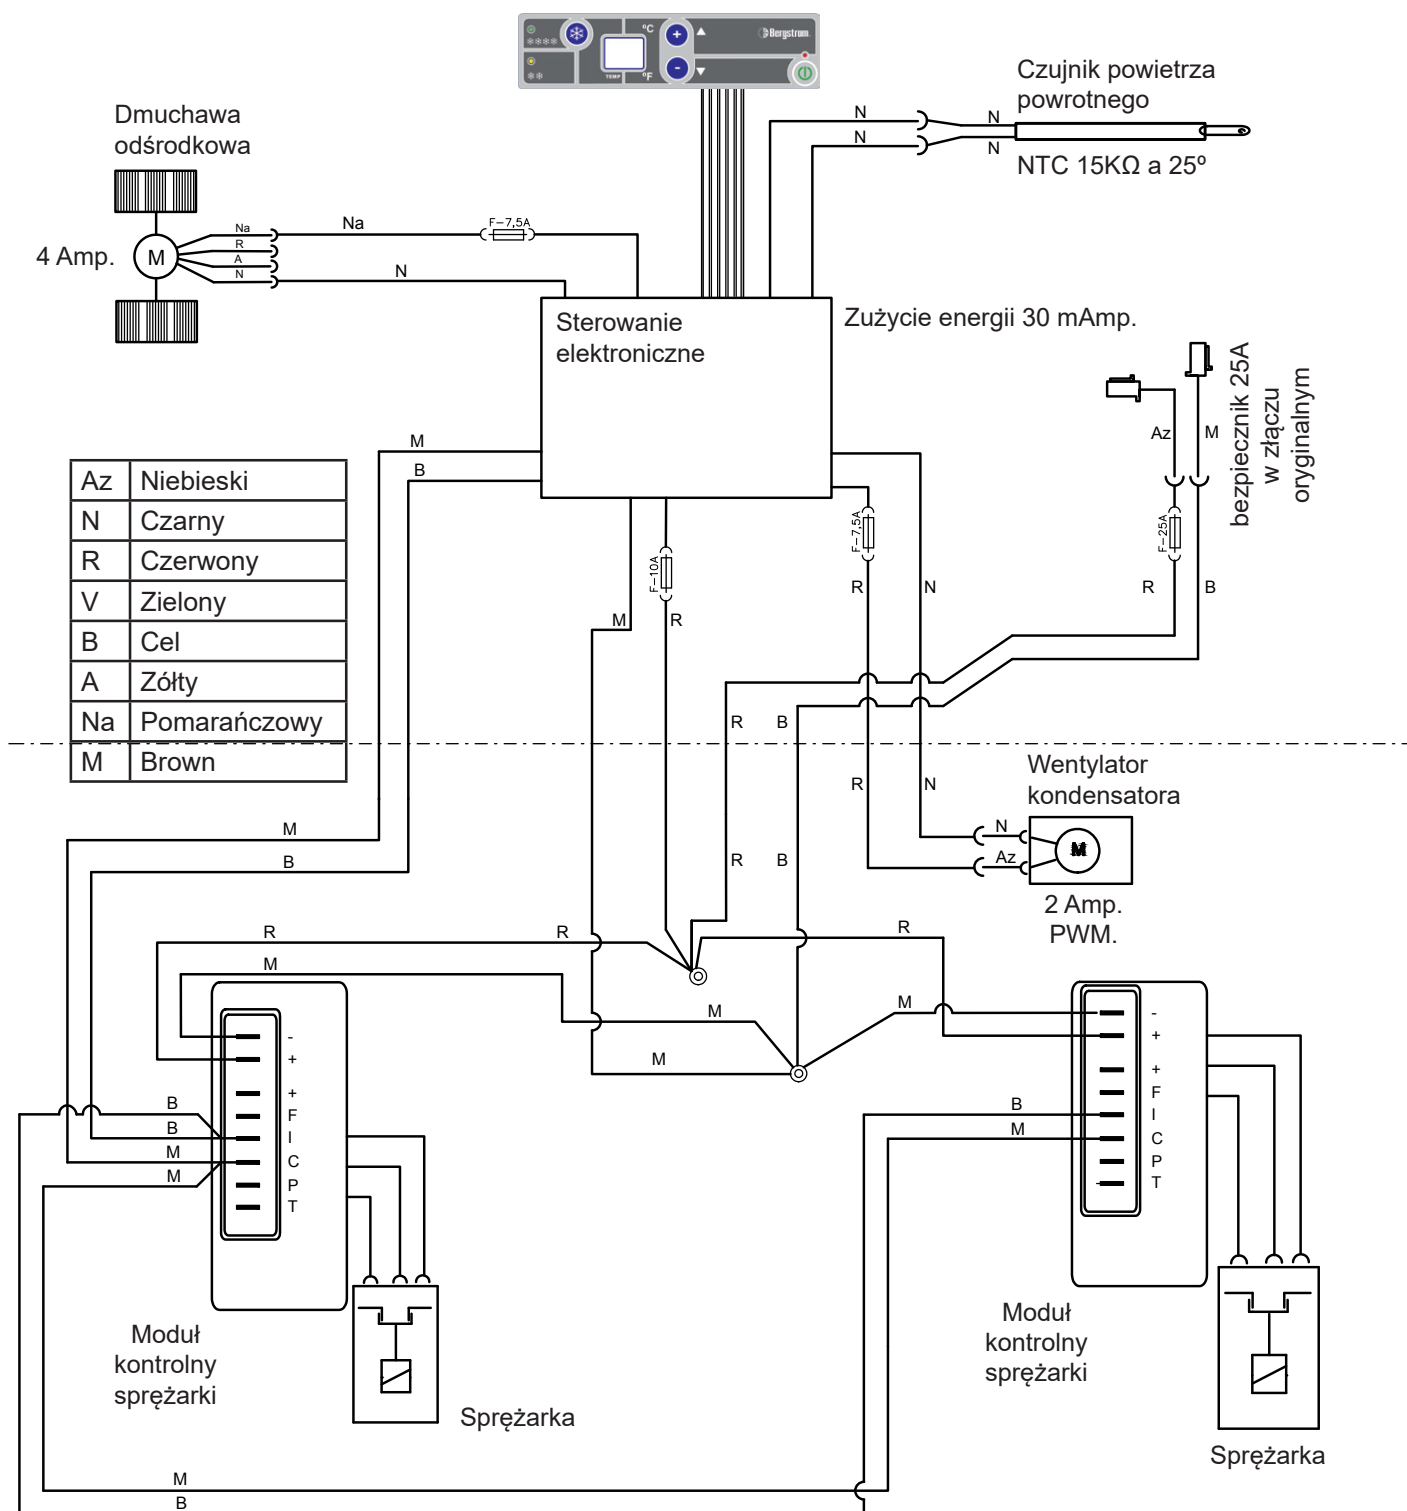 °C
°F
TEMP
+
-
Bergstrom
Czujnik powietrza
powrotnego
N
N
N
N
NTC 15KΩ a 25º
Dmuchawa
odśrodkowa
4 Amp.
M
Na
R
A
N
Na
N
F-7,5A
Sterowanie
elektroniczne
Zużycie energii 30 mAmp.
bezpiecznik 25A
w złączu
oryginalnym
Az
M
F-25A
R
B
M
B
Az Niebieski
N Czarny
R Czerwony
V Zielony
B Cel
A Zółty
Na Pomarańczowy
M Brown
F-10A
F-7,5A
M
R
R
N
R
B
R
N
Wentylator
kondensatora
N
Az
M
2 Amp.
PWM.
M
B
R
B
R
R
R
M
M
M
M
-
+
+
F
I
C
P
T
B
B
M
M
-
+
+
F
I
C
P
T
B
M
Moduł
kontrolny
sprężarki
Sprężarka
Moduł
kontrolny
sprężarki
Sprężarka
M
B